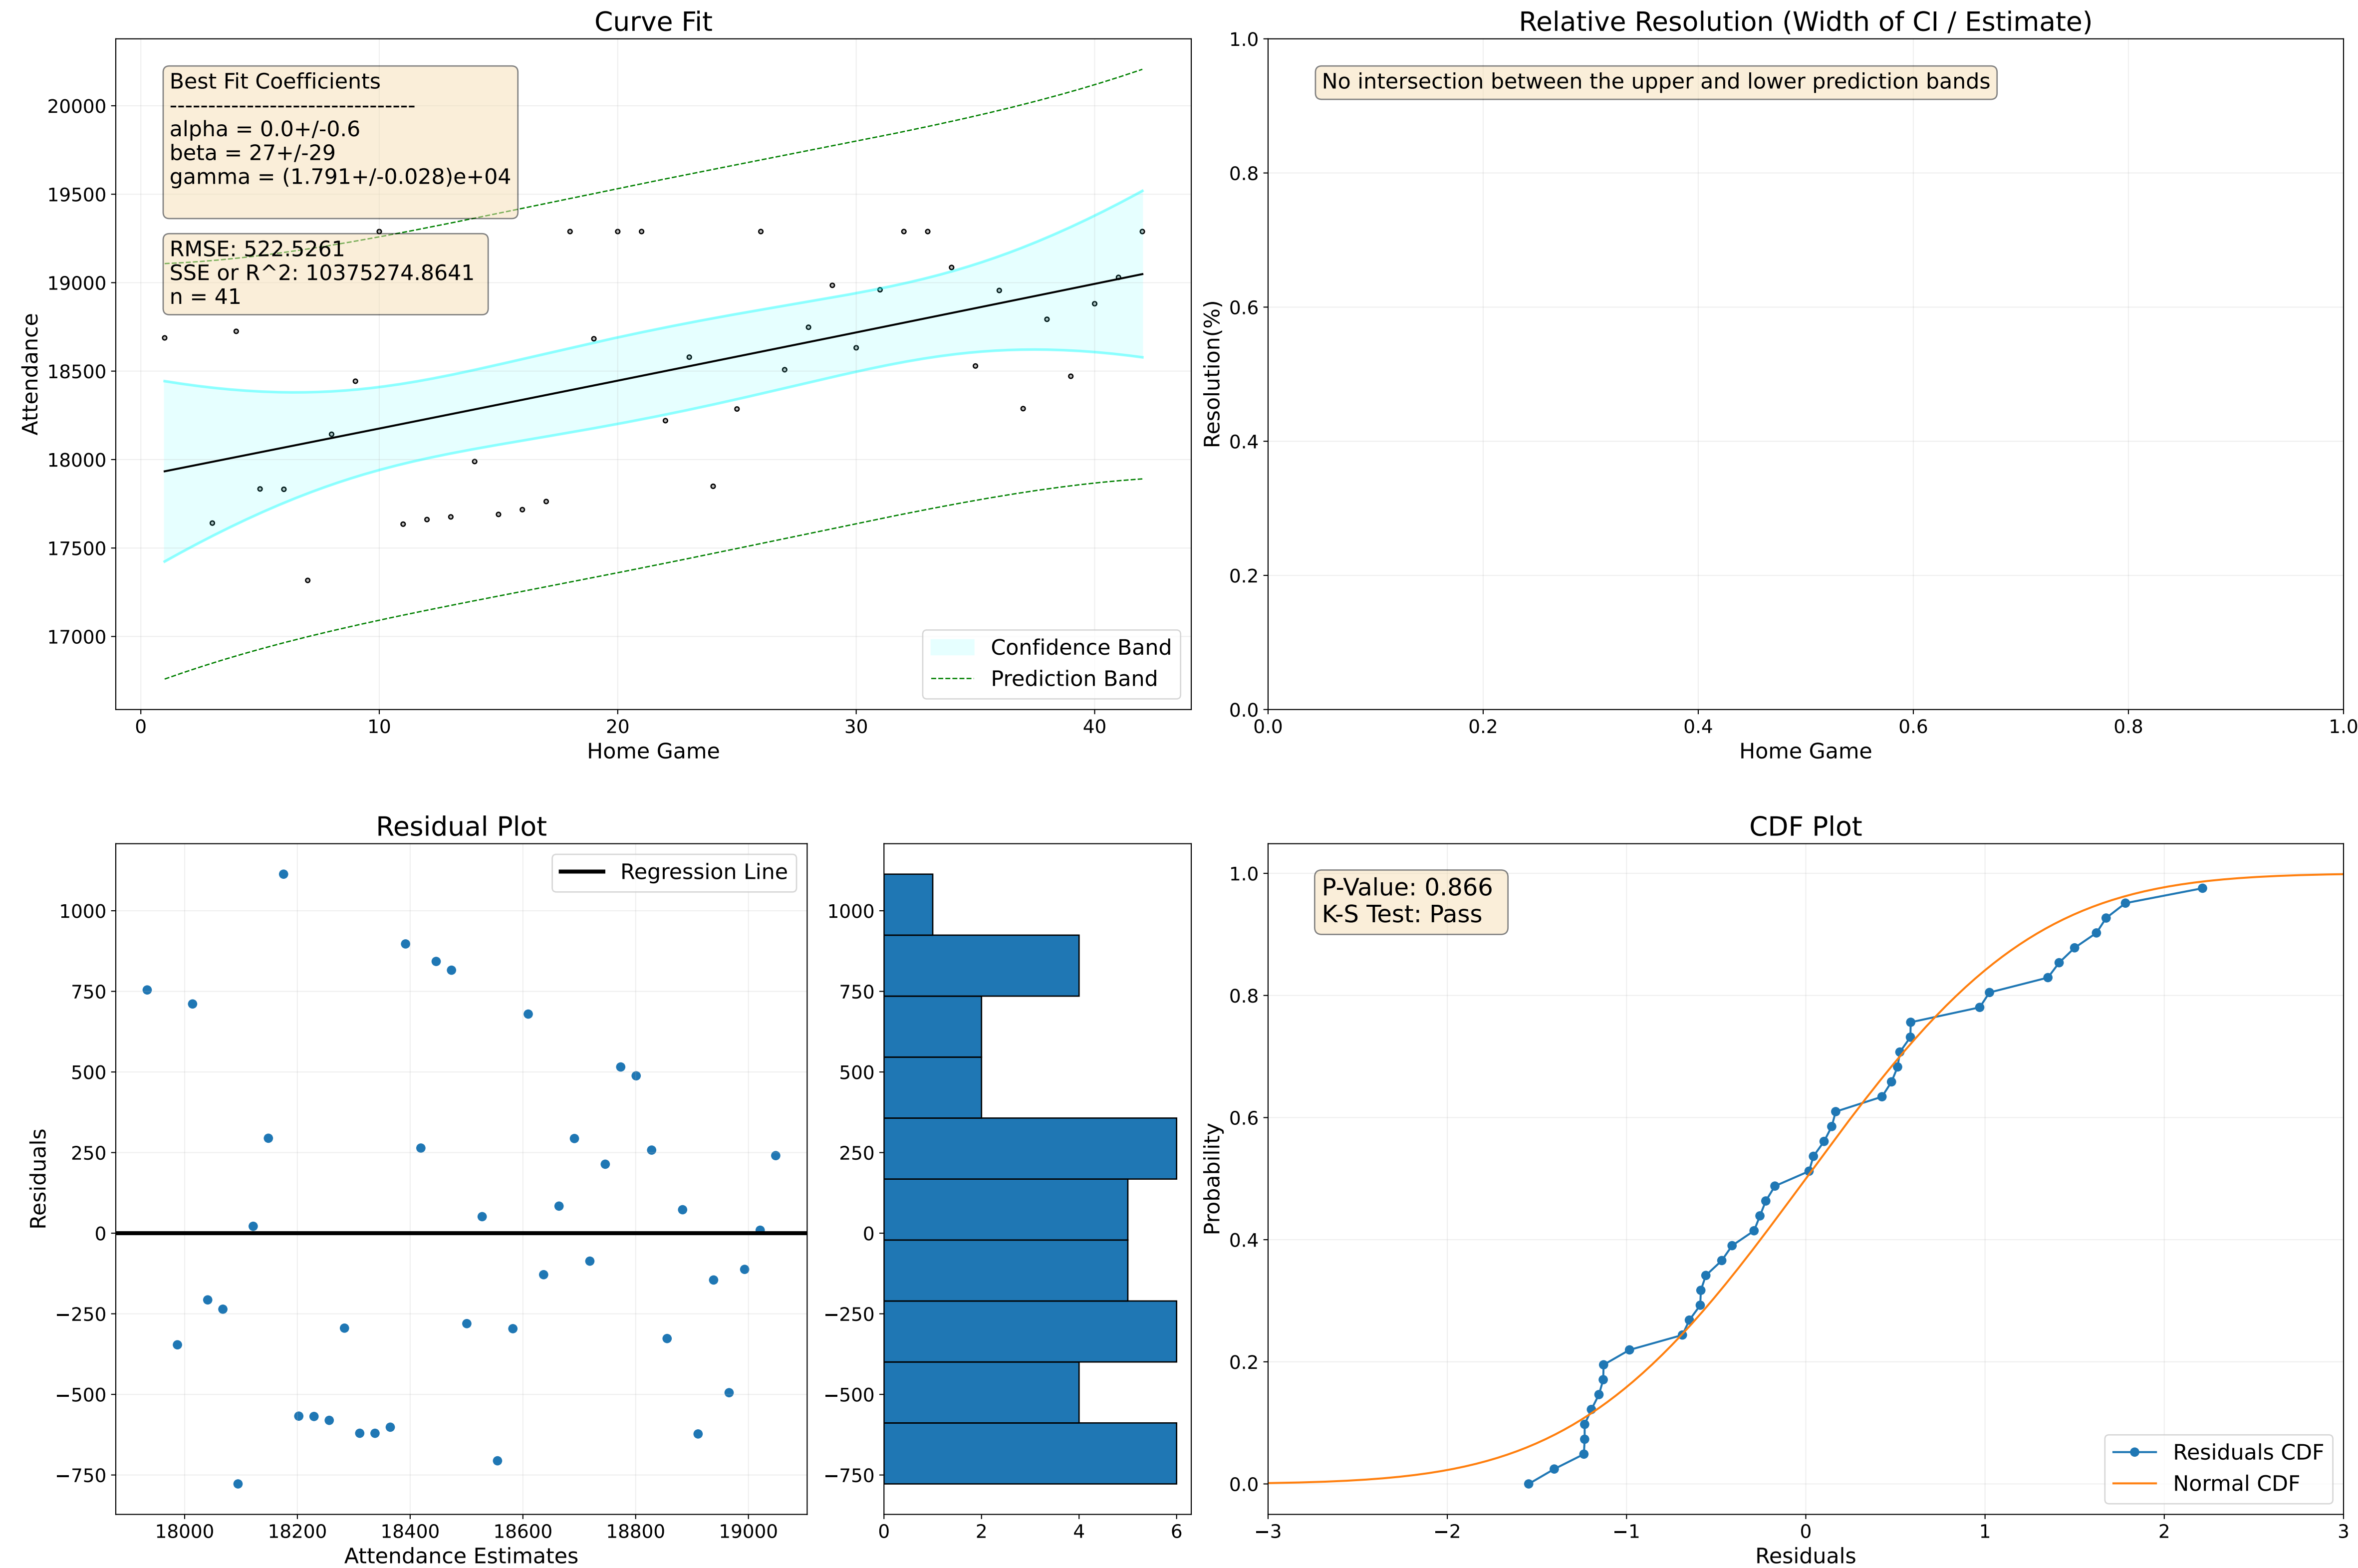 Curve Fit
Best Fit Coefficients
--------------------------------
alpha = 0.0+/-0.6
beta = 27+/-29
gamma = (1.791+/-0.028)e+04
RMSE: 522.5261
SSE or R^2: 10375274.8641
n = 41
Attendance
20000
19500
19000
18500
18000
17500
17000
Confidence Band
Prediction Band
0
10
20
30
40
Home Game
Relative Resolution (Width of CI / Estimate)
No intersection between the upper and lower prediction bands
Resolution(%)
1.0
0.8
0.6
0.4
0.2
0.0
0.0
0.2
0.4
0.6
0.8
1.0
Home Game
Residual Plot
Regression Line
Residuals
1000
750
500
250
0
−250
−500
−750
18000
18200
18400
18600
18800
19000
Attendance Estimates
1000
750
500
250
0
−250
−500
−750
0
2
4
6
CDF Plot
P-Value: 0.866
K-S Test: Pass
Probability
1.0
0.8
0.6
0.4
0.2
0.0
Residuals CDF
Normal CDF
−3
−2
−1
0
1
2
3
Residuals